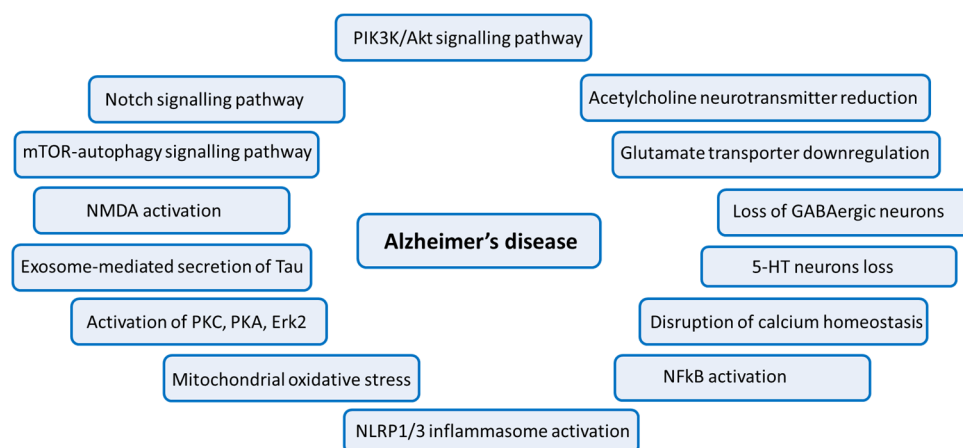 PIK3K/Akt signalling pathway
Notch signalling pathway
Acetylcholine neurotransmitter reduction
mTOR-autophagy signalling pathway
Glutamate transporter downregulation
NMDA activation
Loss of GABAergic neurons
Alzheimer’s disease
Exosome-mediated secretion of Tau
5-HT neurons loss
Activation of PKC, PKA, Erk2
Disruption of calcium homeostasis
Mitochondrial oxidative stress
NFkB activation
NLRP1/3 inflammasome activation